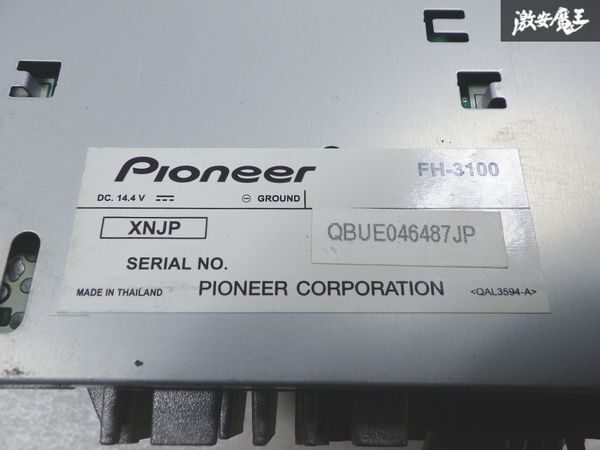 激安魔王
Pioneer FH-3100
DC. 14.4 V ⊖ GROUND
XNJP QBUE046487JP
SERIAL NO.
MADE IN THAILAND PIONEER CORPORATION <QAL3594-A>